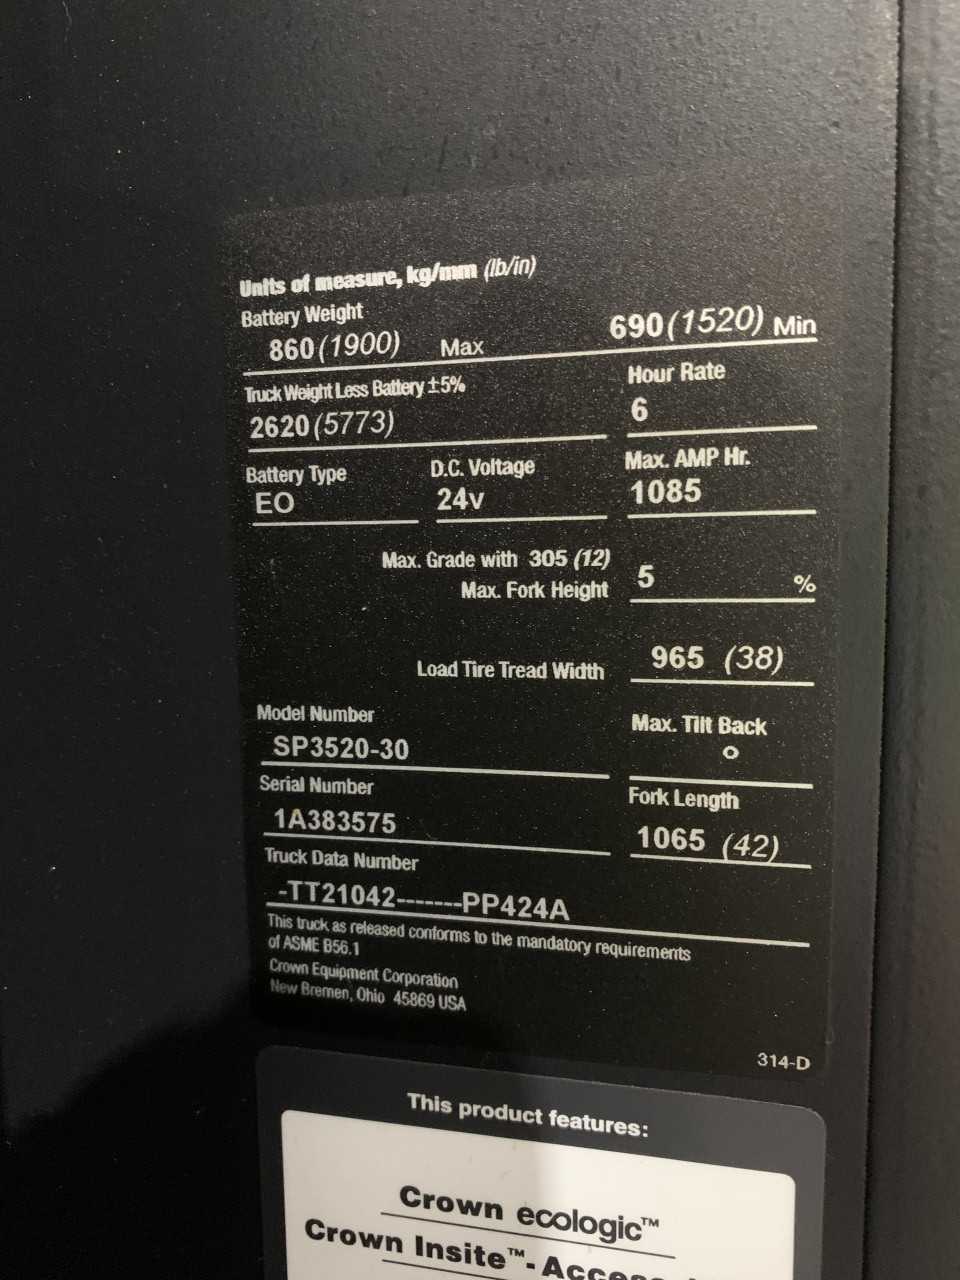 Units of measure, kg/mm (lb/in)
Battery Weight
860 (1900) Max 690 (1520) Min
Truck Weight Less Battery ±5%
2620 (5773)
Hour Rate
6
Battery Type
EO
D.C. Voltage
24v
Max. AMP Hr.
1085
Max. Grade with 305 (12)
Max. Fork Height
5 %
Load Tire Tread Width
965 (38)
Model Number
SP3520-30
Max. Tilt Back
°
Serial Number
1A383575
Fork Length
1065 (42)
Truck Data Number
-TT21042-------PP424A
This truck as released conforms to the mandatory requirements
of ASME B56.1
Crown Equipment Corporation
New Bremen, Ohio 45869 USA
314-D
This product features:
Crown ecologic™
Crown Insite™ -